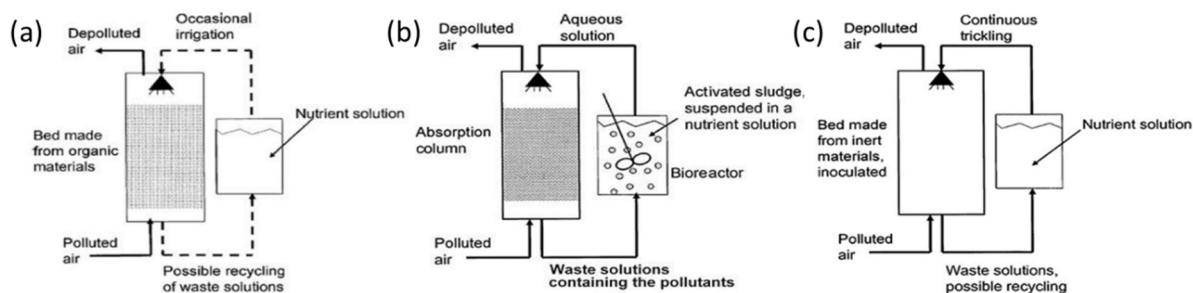 (a)
Occasional
irrigation
Depolluted
air
Nutrient solution
Bed made
from organic
materials
Polluted
air
Possible recycling
of waste solutions
(b)
Aqueous
solution
Depolluted
air
Activated sludge,
suspended in a
nutrient solution
Absorption
column
Bioreactor
Polluted
air
Waste solutions
containing the pollutants
(c)
Continuous
trickling
Depolluted
air
Nutrient solution
Bed made
from inert
materials,
inoculated
Polluted
air
Waste solutions,
possible recycling